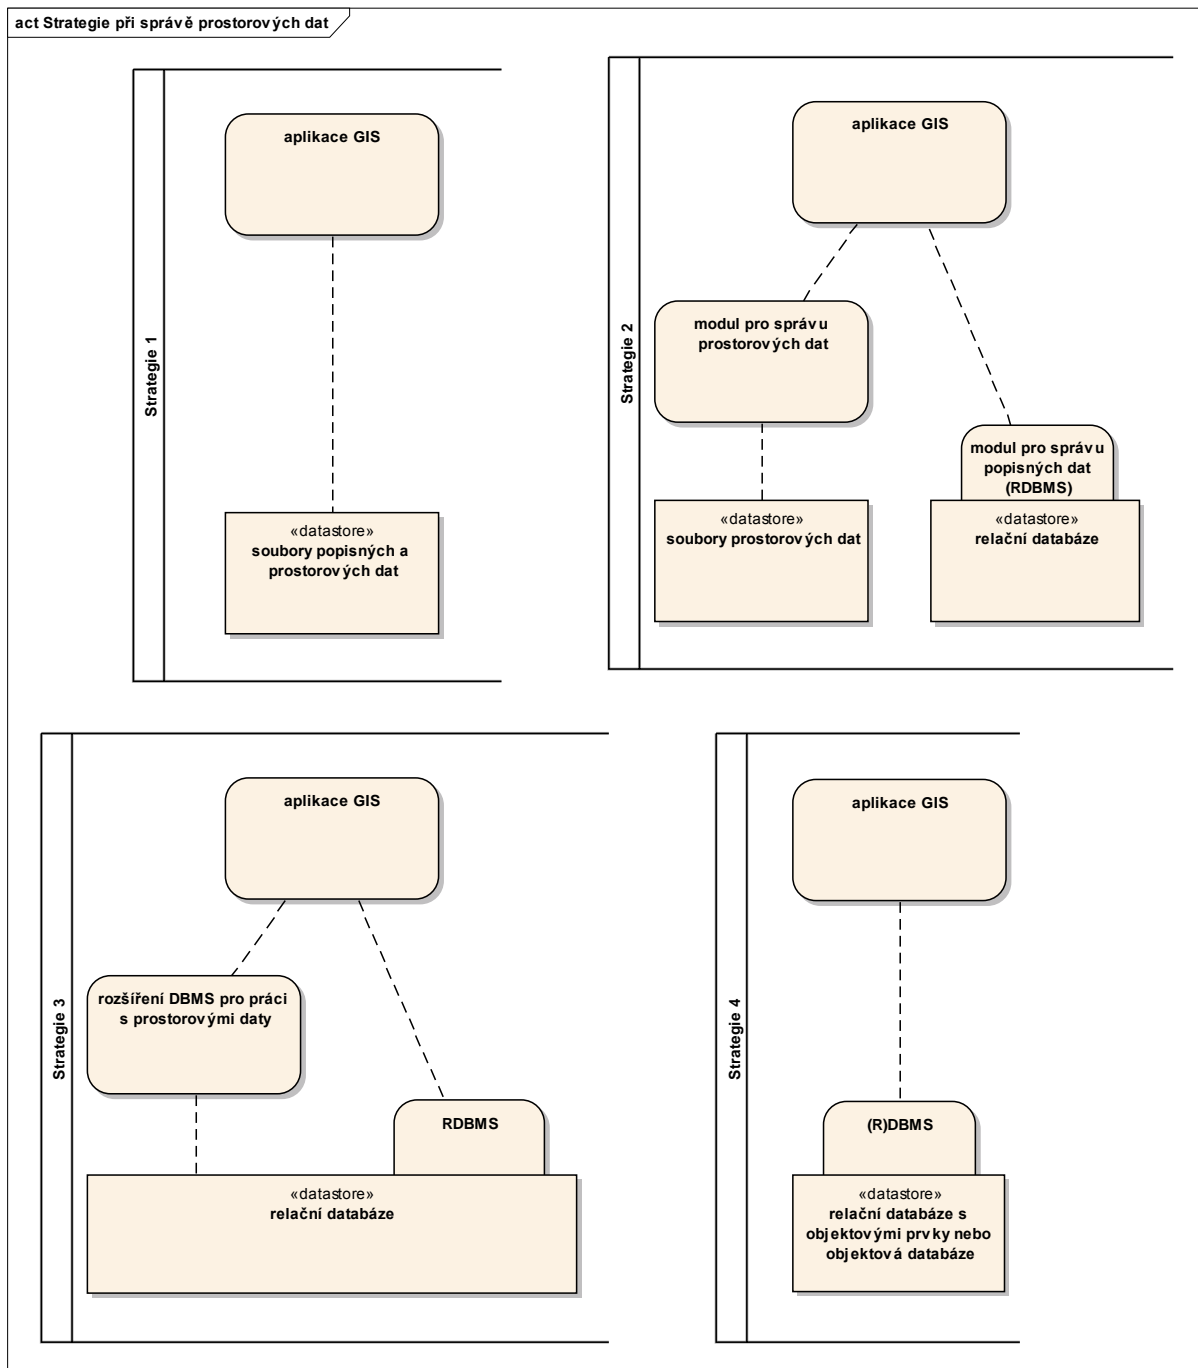 act Strategie při správě prostorových dat
Strategie 1
aplikace GIS
«datastore»
soubory popisných a
prostorových dat
Strategie 2
aplikace GIS
modul pro správu
prostorových dat
modul pro správu
popisných dat
(RDBMS)
«datastore»
soubory prostorových dat
«datastore»
relační databáze
Strategie 3
aplikace GIS
rozšíření DBMS pro práci
s prostorovými daty
RDBMS
«datastore»
relační databáze
Strategie 4
aplikace GIS
(R)DBMS
«datastore»
relační databáze s
objektovými prvky nebo
objektová databáze